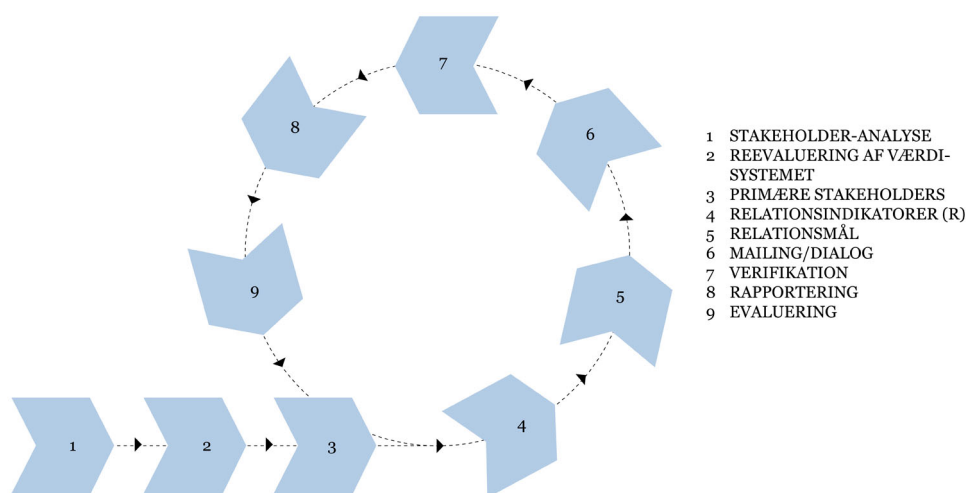 7
8
6
9
5
4
1
2
3
1 STAKEHOLDER-ANALYSE
2 REEVALUERING AF VÆRDI-
SYSTEMET
3 PRIMÆRE STAKEHOLDERS
4 RELATIONSINDIKATORER (R)
5 RELATIONSMÅL
6 MAILING/DIALOG
7 VERIFIKATION
8 RAPPORTERING
9 EVALUERING